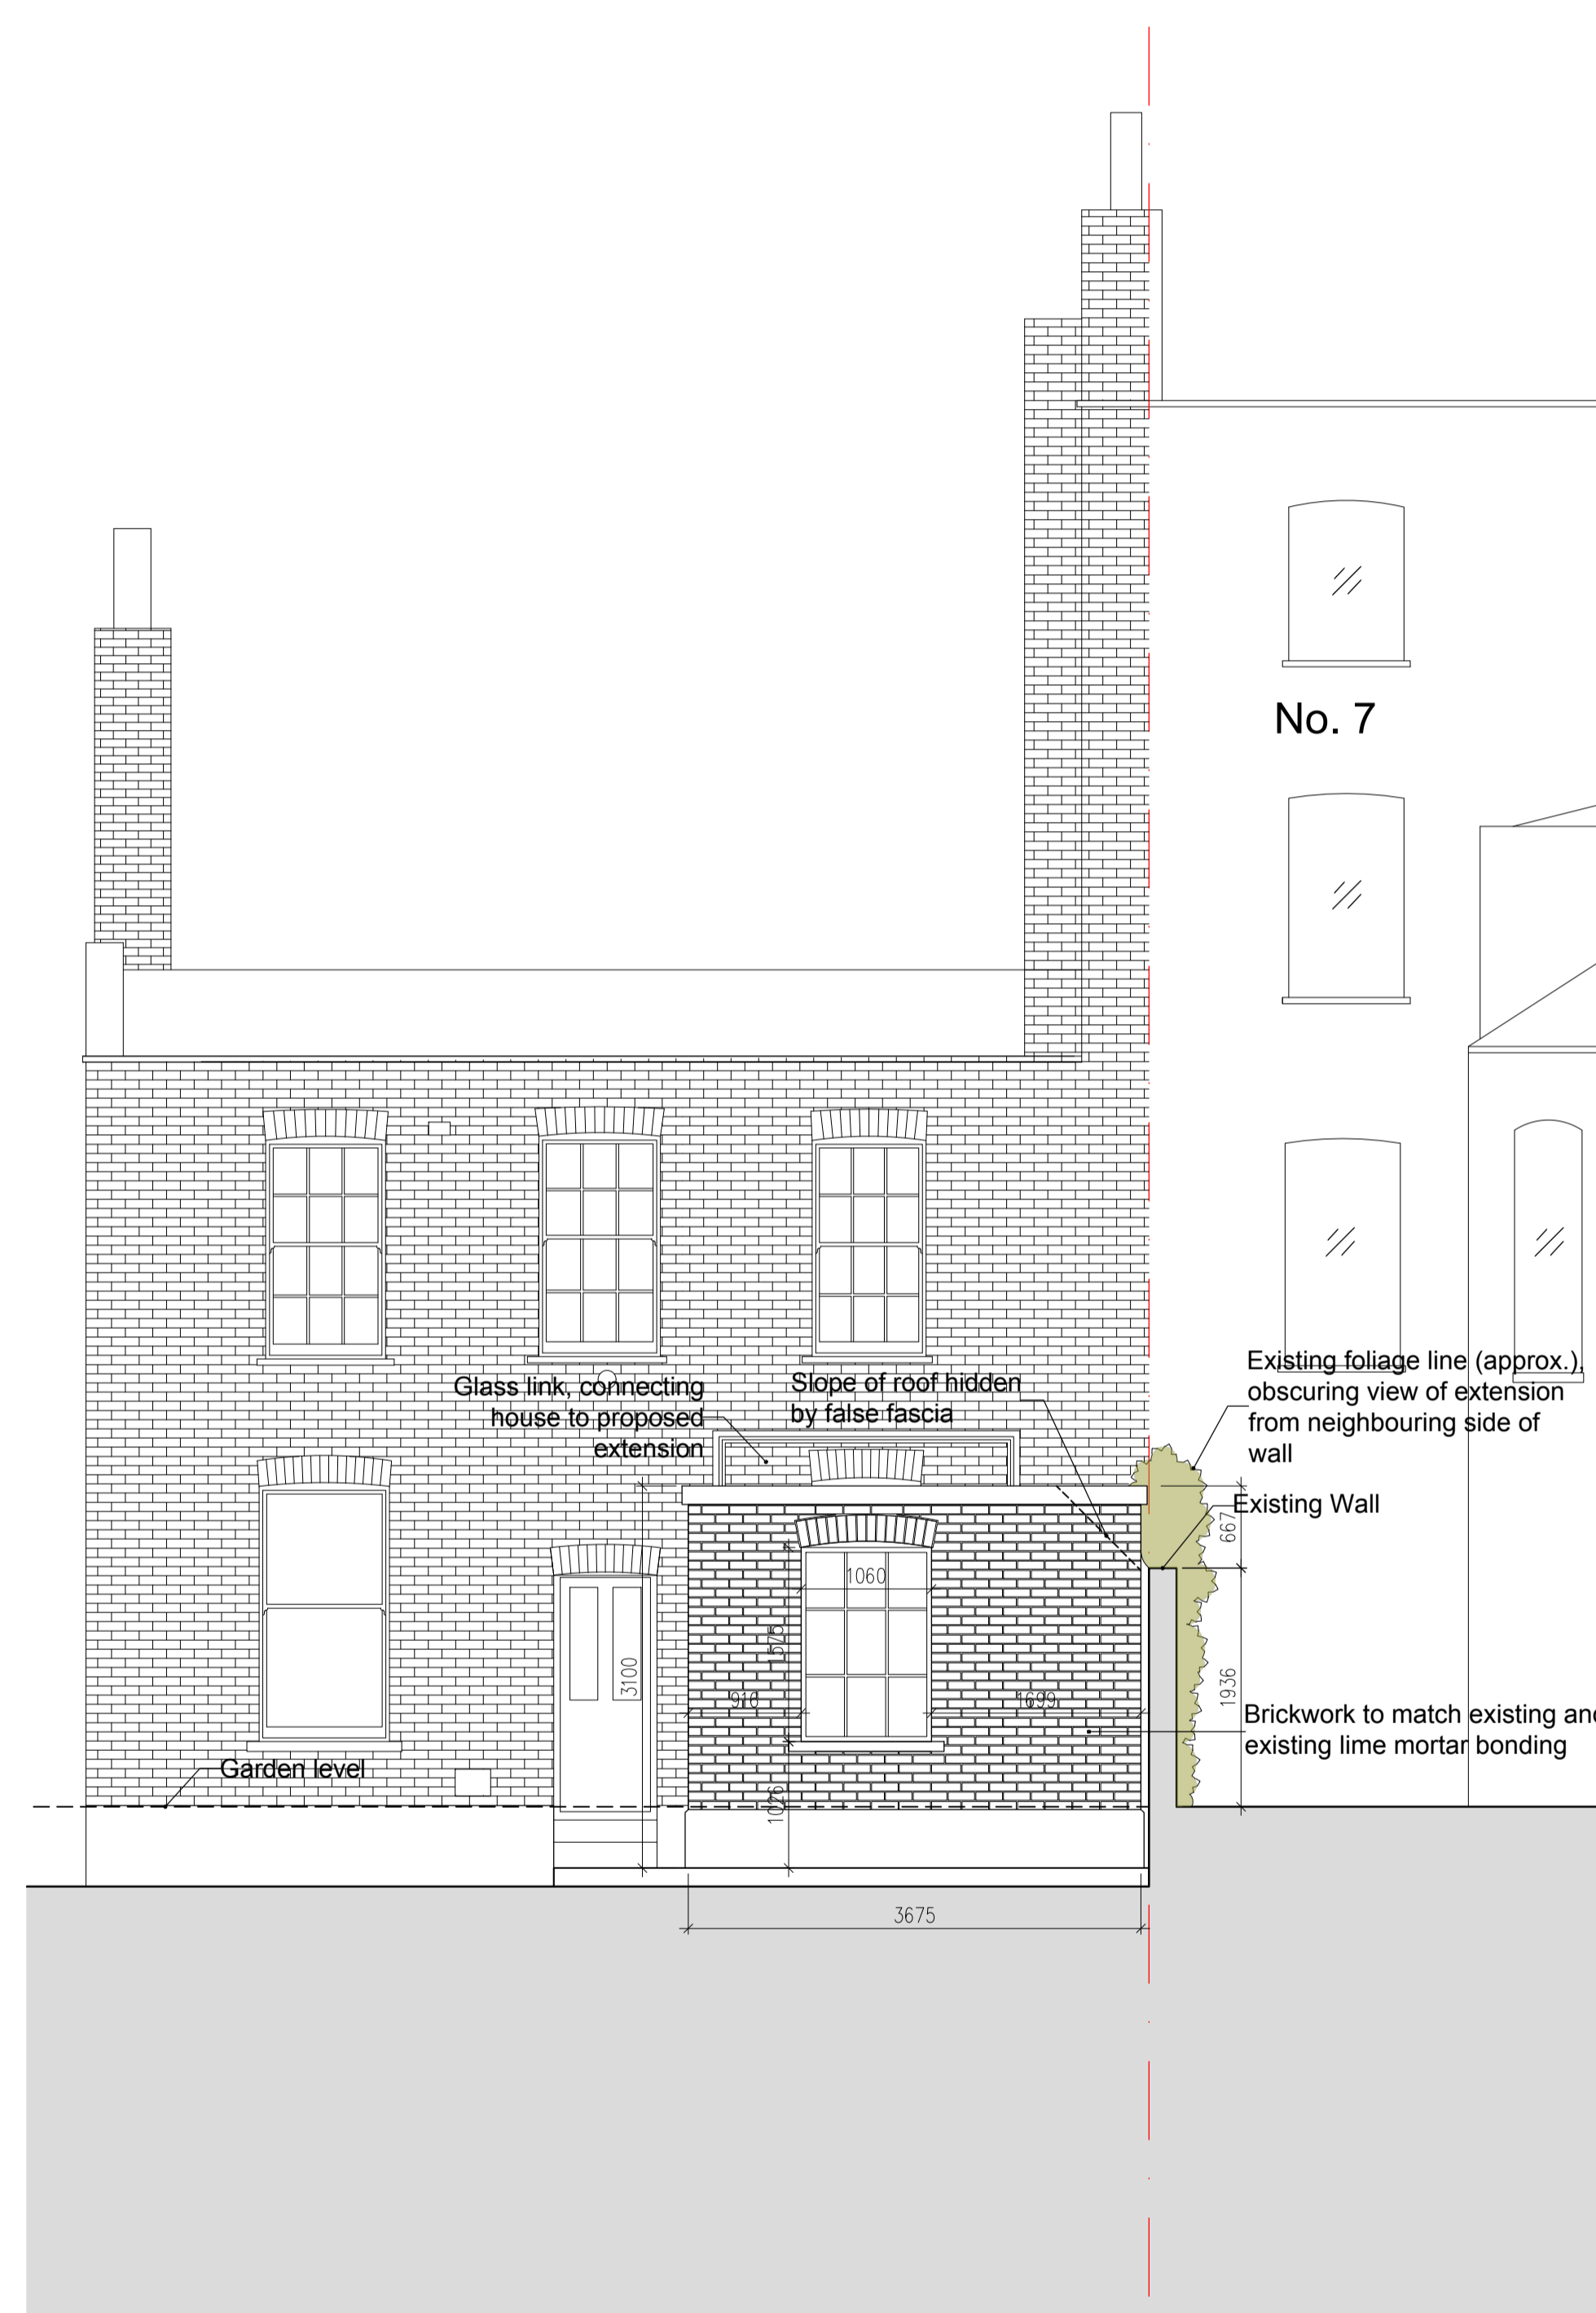 No. 7
Existing foliage line (approx.),
obscuring view of extension
from neighbouring side of
wall
Glass link, connecting
house to proposed
extension
Slope of roof hidden
by false fascia
Existing Wall
667
1060
1575
3100
1936
916
1699
Brickwork to match existing and
existing lime mortar bonding
Garden level
1026
3675